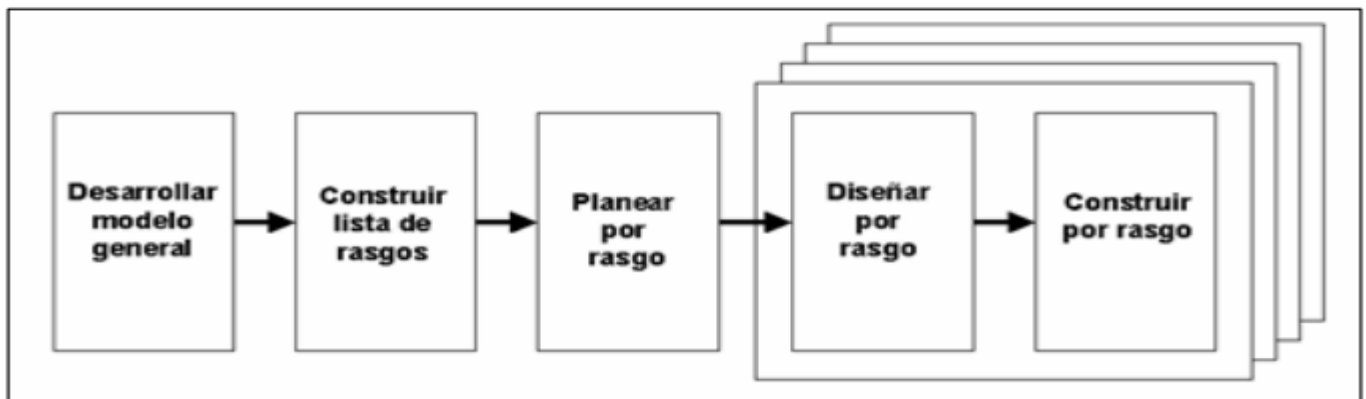 Desarrollar
modelo
general
Construir
lista de
rasgos
Planear
por
rasgo
Diseñar
por
rasgo
Construir
por rasgo